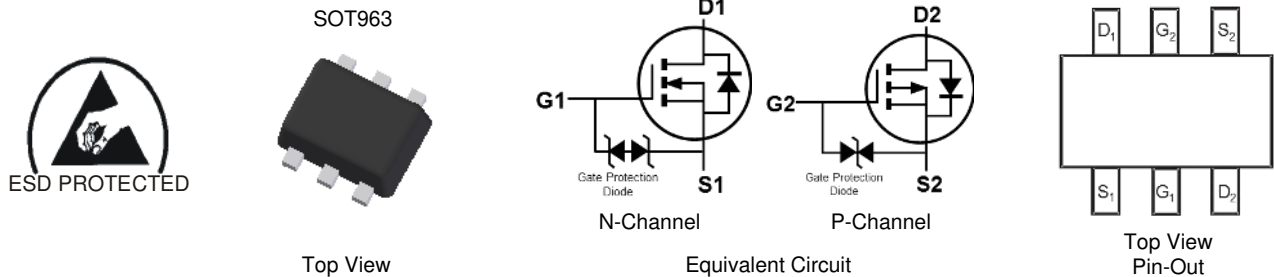 SOT963
ESD PROTECTED
Top View
D1
G1
Gate Protection
Diode
S1
N-Channel
D2
G2
Gate Protection
Diode
S2
P-Channel
Equivalent Circuit
D1 G2 S2
S1 G1 D2
Top View
Pin-Out